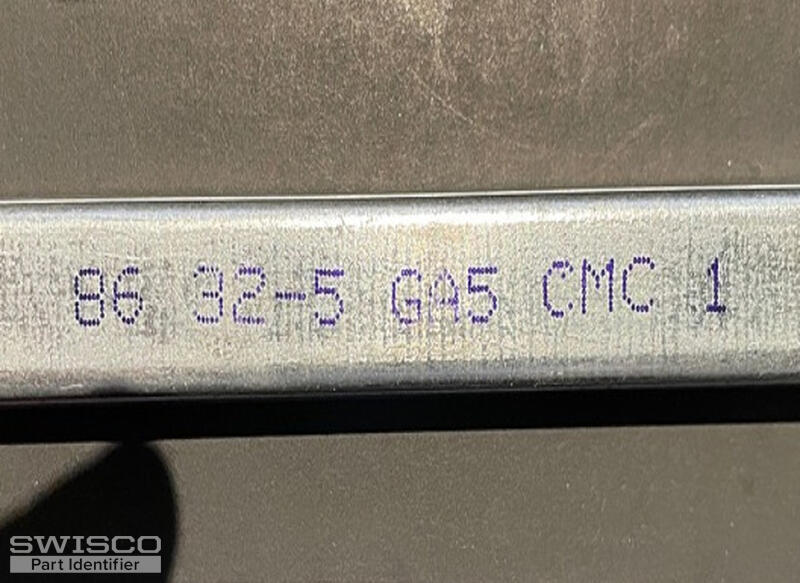 86 32-5 GA5 CMC 1
SWISCO
Part Identifier